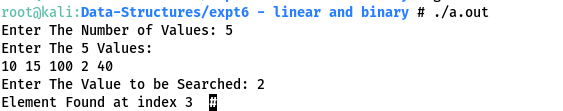 root@kali:Data-Structures/expt6 - linear and binary # ./a.out
Enter The Number of Values: 5
Enter The 5 Values:
10 15 100 2 40
Enter The Value to be Searched: 2
Element Found at index 3  #